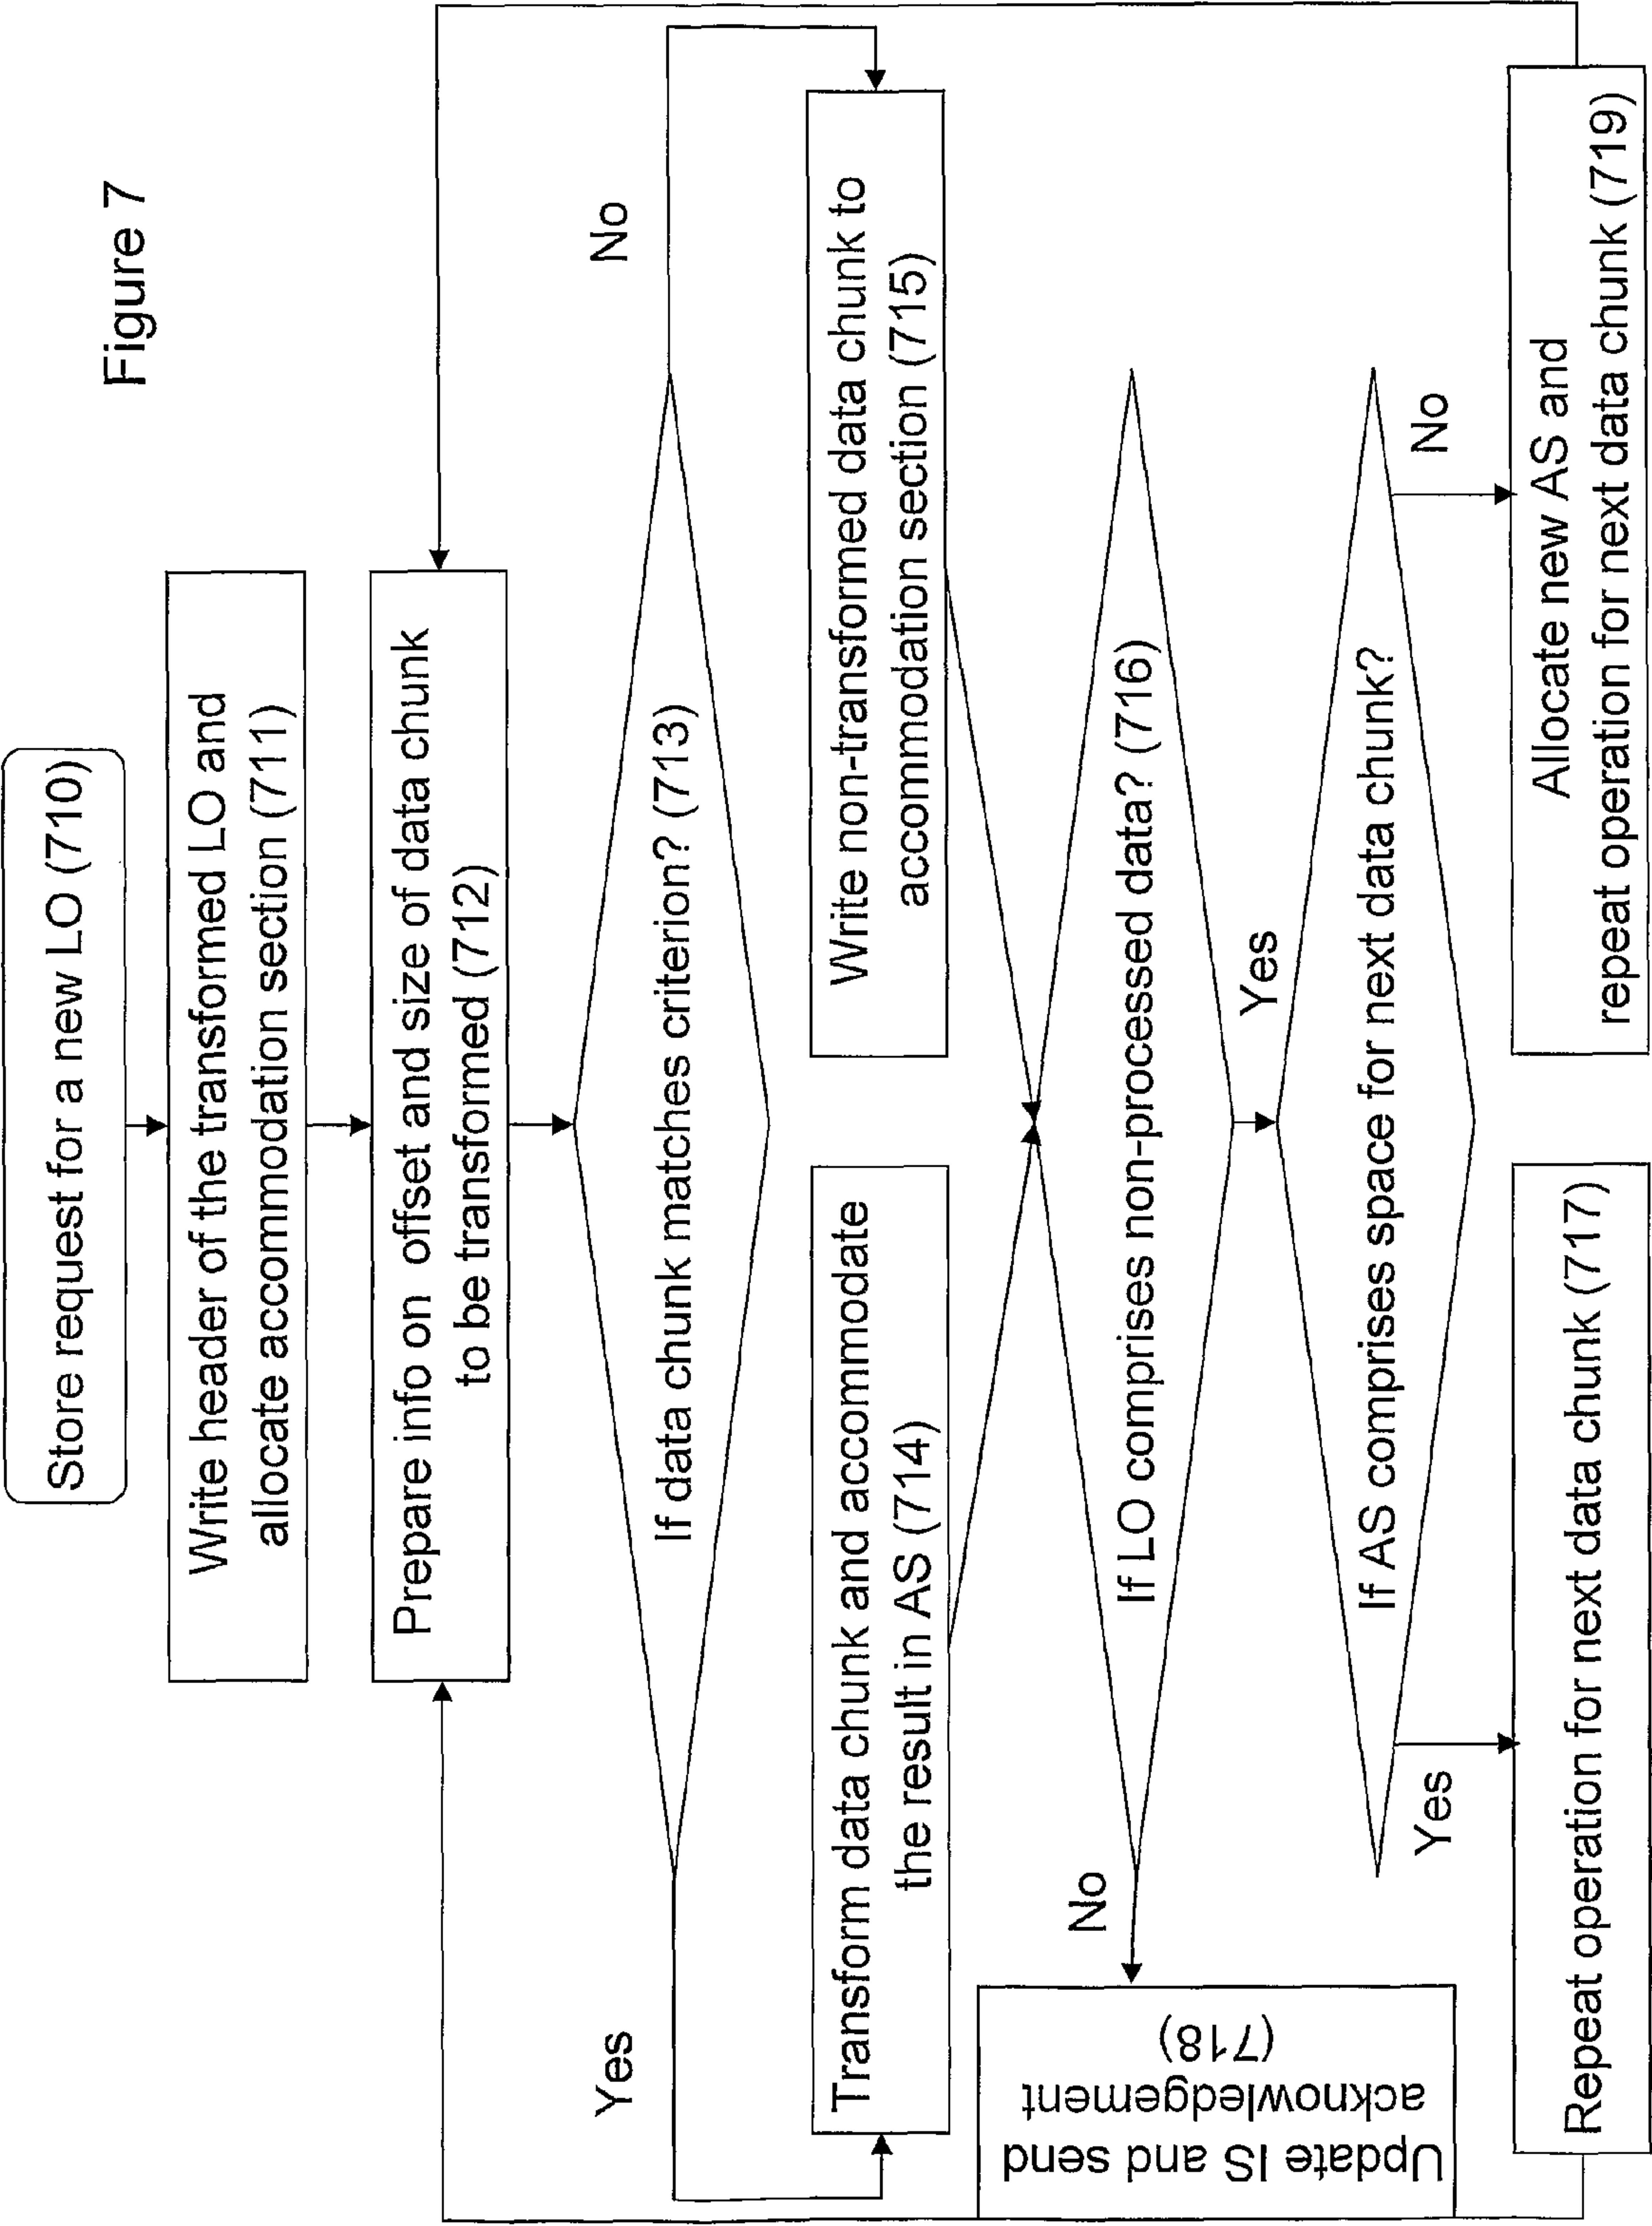 Figure 7
Store request for a new LO (710)
Write header of the transformed LO and
allocate accommodation section (711)
Prepare info on offset and size of data chunk
to be transformed (712)
If data chunk matches criterion? (713)
Yes
No
Transform data chunk and accommodate
the result in AS (714)
Write non-transformed data chunk to
accommodation section (715)
If LO comprises non-processed data? (716)
No
Yes
Update IS and send
acknowledgement
(718)
If AS comprises space for next data chunk?
Yes
No
Repeat operation for next data chunk (717)
Allocate new AS and
repeat operation for next data chunk (719)